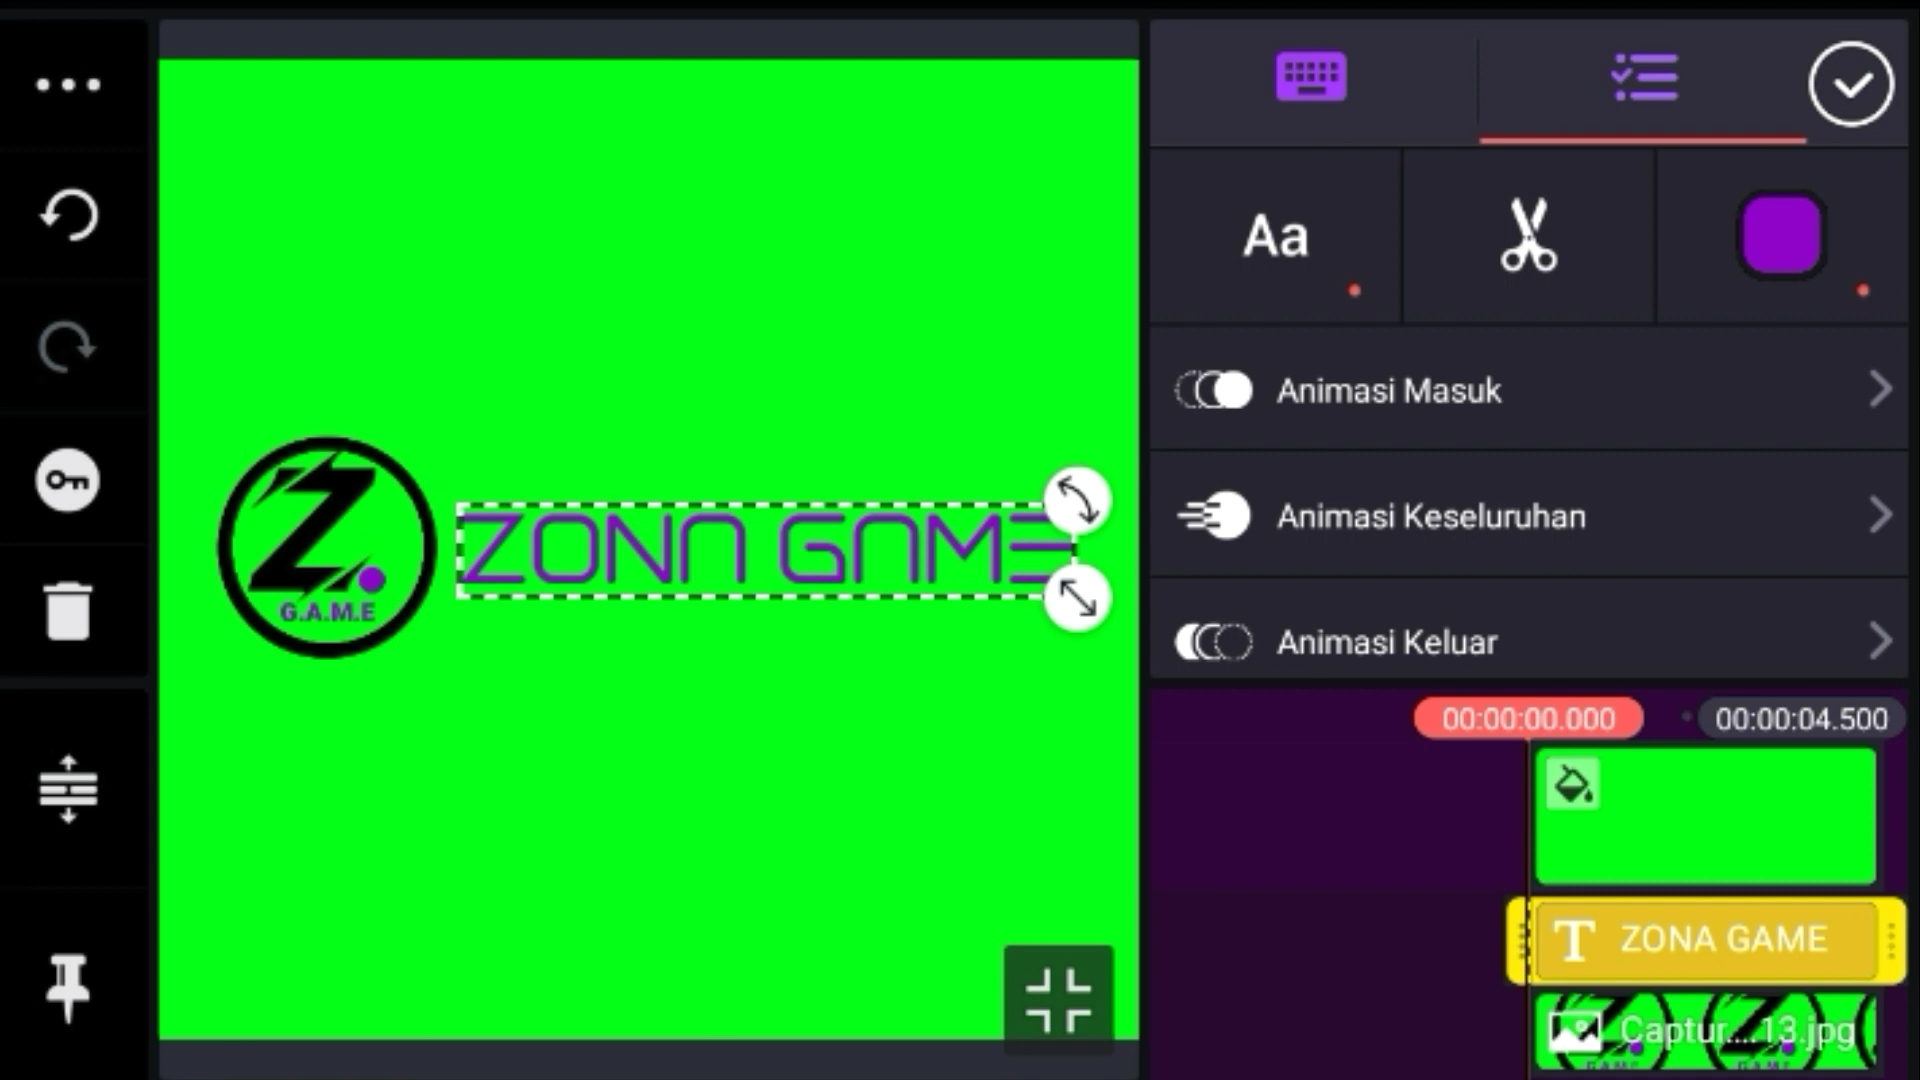 Aa
Animasi Masuk
Animasi Keseluruhan
Animasi Keluar
Z
G.A.M.E
ZONA GAME
00:00:00.000
00:00:04.500
T ZONA GAME
Captur....13.jpg